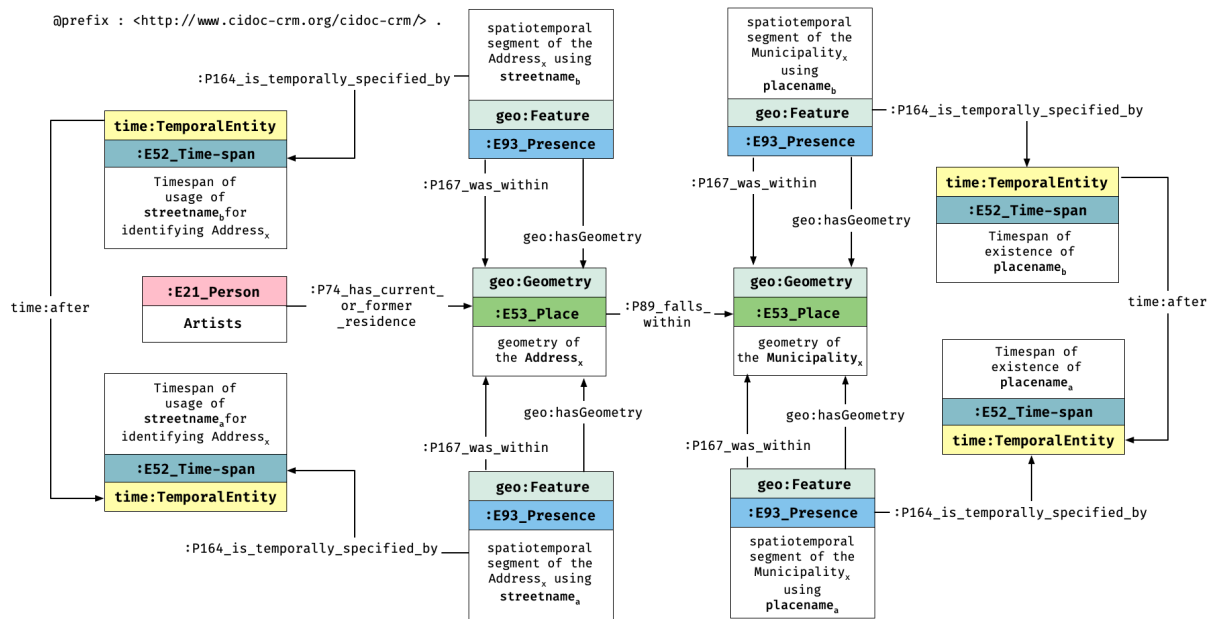 @prefix : <http://www.cidoc-crm.org/cidoc-crm/> .
spatiotemporal
segment of the
Addressx using
streetnameb
geo:Feature
:E93_Presence
spatiotemporal
segment of the
Municipalityx
using
placenameb
geo:Feature
:E93_Presence
:P164_is_temporally_specified_by
:P164_is_temporally_specified_by
time:TemporalEntity
:E52_Time-span
Timespan of
usage of
streetnameb for
identifying Addressx
:P167_was_within
geo:hasGeometry
:P167_was_within
geo:hasGeometry
time:TemporalEntity
:E52_Time-span
Timespan of
existence of
placenameb
time:after
:E21_Person
Artists
:P74_has_current_
or_former
_residence
geo:Geometry
:E53_Place
geometry of
the Addressx
:P89_falls_
within
geo:Geometry
:E53_Place
geometry of
the Municipalityx
time:after
Timespan of
usage of
streetnamea for
identifying Addressx
:E52_Time-span
time:TemporalEntity
:P167_was_within
geo:hasGeometry
:P167_was_within
geo:hasGeometry
Timespan of
existence of
placenamea
:E52_Time-span
time:TemporalEntity
:P164_is_temporally_specified_by
geo:Feature
:E93_Presence
spatiotemporal
segment of the
Addressx using
streetnamea
geo:Feature
:E93_Presence
spatiotemporal
segment of the
Municipalityx
using
placenamea
:P164_is_temporally_specified_by